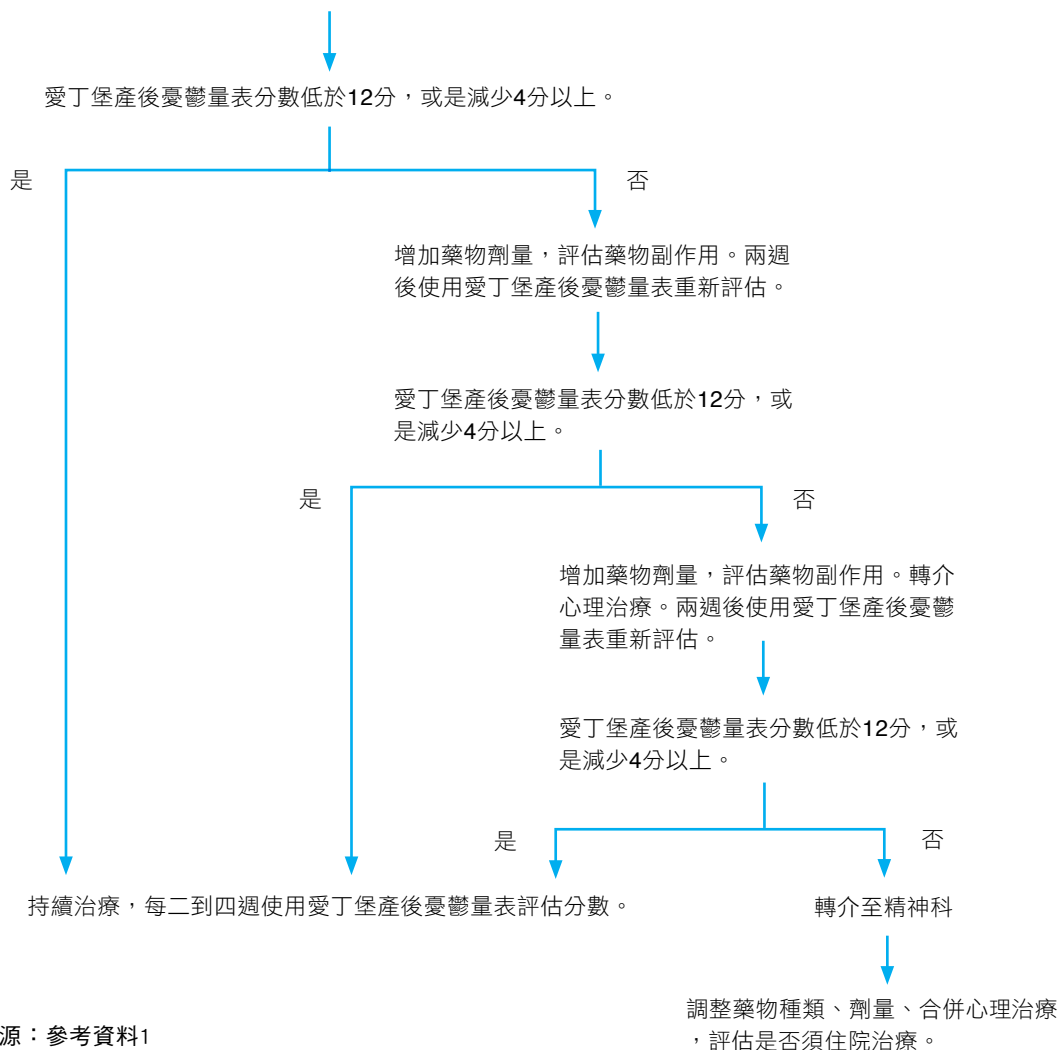 愛丁堡產後憂鬱量表分數低於12分，或是減少4分以上。
是
否
增加藥物劑量，評估藥物副作用。兩週
後使用愛丁堡產後憂鬱量表重新評估。
愛丁堡產後憂鬱量表分數低於12分，或
是減少4分以上。
是
否
增加藥物劑量，評估藥物副作用。轉介
心理治療。兩週後使用愛丁堡產後憂鬱
量表重新評估。
愛丁堡產後憂鬱量表分數低於12分，或
是減少4分以上。
是
否
持續治療，每二到四週使用愛丁堡產後憂鬱量表評估分數。
轉介至精神科
調整藥物種類、劑量、合併心理治療
，評估是否須住院治療。
源：參考資料1